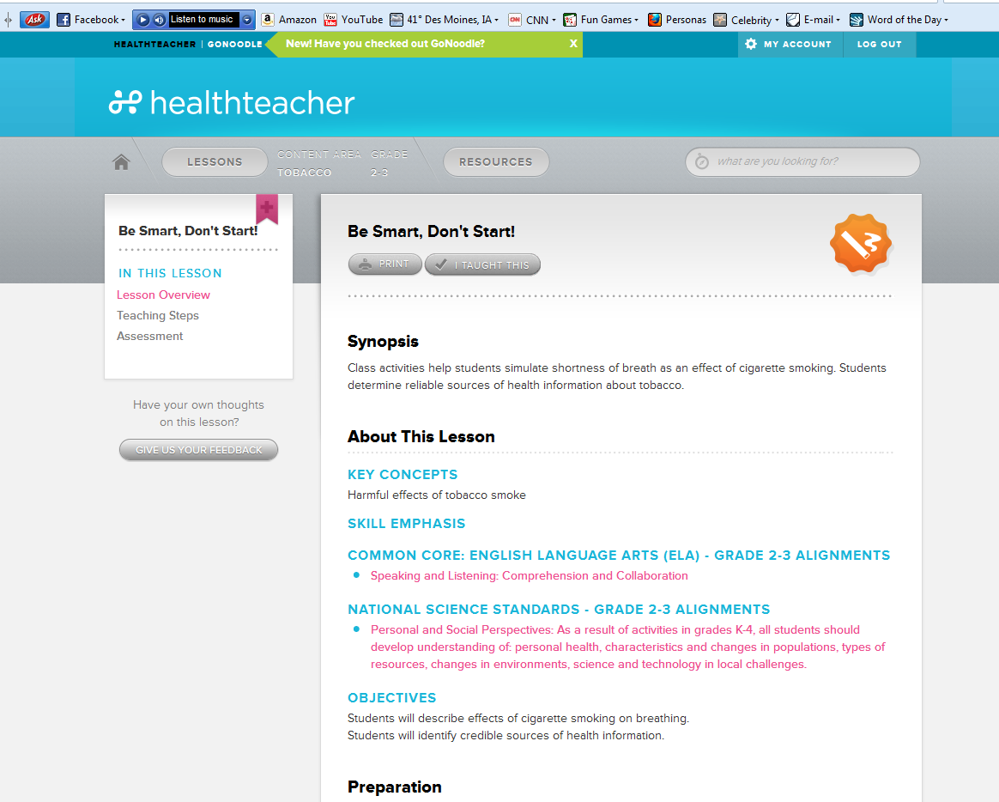 Ask Facebook Listen to music Amazon You Tube YouTube 41° Des Moines, IA CNN CNN Fun Games Personas Celebrity E-mail Word of the Day
HEALTHTEACHER | GONOODLE New! Have you checked out GoNoodle? X MY ACCOUNT LOG OUT
healthteacher
LESSONS
CONTENT AREA GRADE
TOBACCO 2-3
RESOURCES
what are you looking for?
Be Smart, Don't Start!
IN THIS LESSON
Lesson Overview
Teaching Steps
Assessment
Have your own thoughts
on this lesson?
GIVE US YOUR FEEDBACK
Be Smart, Don't Start!
PRINT I TAUGHT THIS
Synopsis
Class activities help students simulate shortness of breath as an effect of cigarette smoking. Students
determine reliable sources of health information about tobacco.
About This Lesson
KEY CONCEPTS
Harmful effects of tobacco smoke
SKILL EMPHASIS
COMMON CORE: ENGLISH LANGUAGE ARTS (ELA) - GRADE 2-3 ALIGNMENTS
Speaking and Listening: Comprehension and Collaboration
NATIONAL SCIENCE STANDARDS - GRADE 2-3 ALIGNMENTS
Personal and Social Perspectives: As a result of activities in grades K-4, all students should
develop understanding of: personal health, characteristics and changes in populations, types of
resources, changes in environments, science and technology in local challenges.
OBJECTIVES
Students will describe effects of cigarette smoking on breathing.
Students will identify credible sources of health information.
Preparation